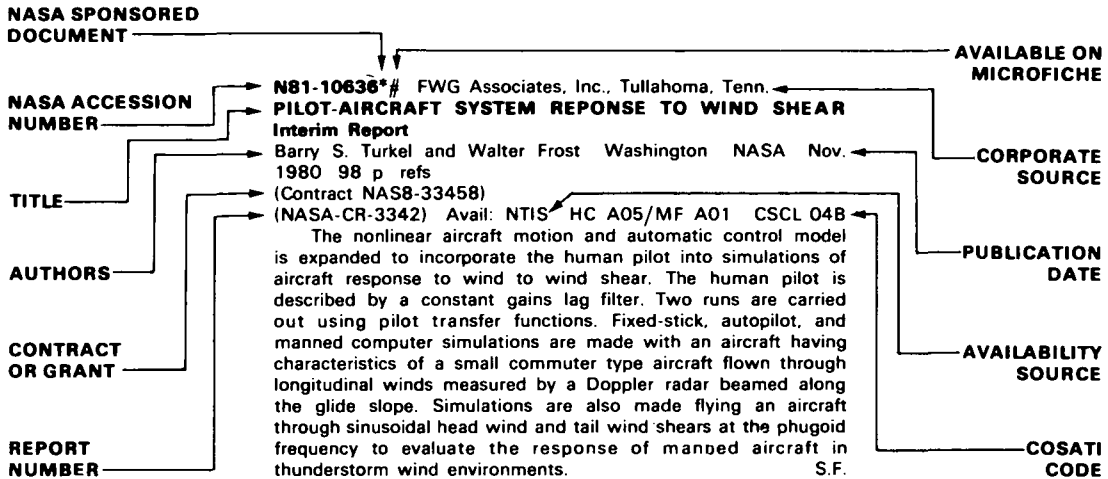 NASA SPONSORED
DOCUMENT
NASA ACCESSION
NUMBER
TITLE
AUTHORS
CONTRACT
OR GRANT
REPORT
NUMBER
N81-10636*# FWG Associates, Inc., Tullahoma, Tenn.
PILOT-AIRCRAFT SYSTEM REPONSE TO WIND SHEAR
Interim Report
Barry S. Turkel and Walter Frost Washington NASA Nov.
1980 98 p refs
(Contract NAS8-33458)
(NASA-CR-3342) Avail: NTIS HC A05/MF A01 CSCL 04B
The nonlinear aircraft motion and automatic control model
is expanded to incorporate the human pilot into simulations of
aircraft response to wind to wind shear. The human pilot is
described by a constant gains lag filter. Two runs are carried
out using pilot transfer functions. Fixed-stick, autopilot, and
manned computer simulations are made with an aircraft having
characteristics of a small commuter type aircraft flown through
longitudinal winds measured by a Doppler radar beamed along
the glide slope. Simulations are also made flying an aircraft
through sinusoidal head wind and tail wind shears at the phugoid
frequency to evaluate the response of manned aircraft in
thunderstorm wind environments. S.F.
AVAILABLE ON
MICROFICHE
CORPORATE
SOURCE
PUBLICATION
DATE
AVAILABILITY
SOURCE
COSATI
CODE